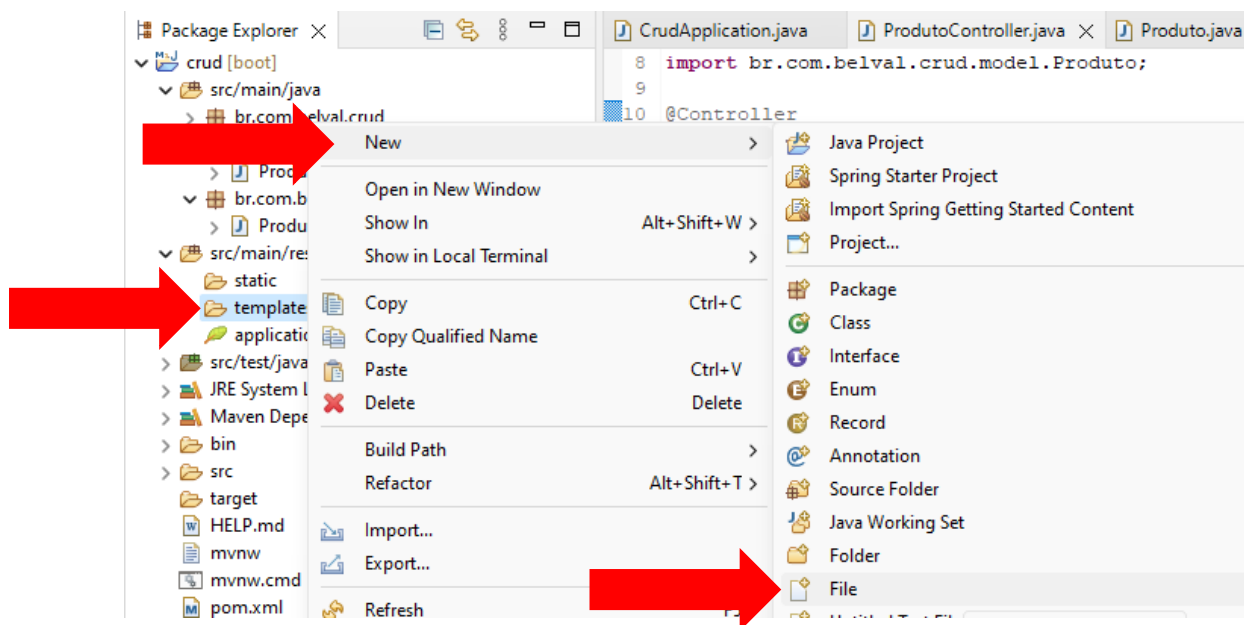 Package Explorer
crud [boot]
src/main/java
br.com elval.crud
Produ
br.com.b
Produ
src/main/res
static
template
applicatio
src/test/java
JRE System L
Maven Depe
bin
src
target
HELP.md
mvnw
mvnw.cmd
pom.xml
CrudApplication.java
ProdutoController.java
Produto.java
8 import br.com.belval.crud.model.Produto;
9
10 @Controller
New
Open in New Window
Show In Alt+Shift+W
Show in Local Terminal
Copy Ctrl+C
Copy Qualified Name
Paste Ctrl+V
Delete Delete
Build Path
Refactor Alt+Shift+T
Import...
Export...
Refresh
Java Project
Spring Starter Project
Import Spring Getting Started Content
Project...
Package
Class
Interface
Enum
Record
Annotation
Source Folder
Java Working Set
Folder
File